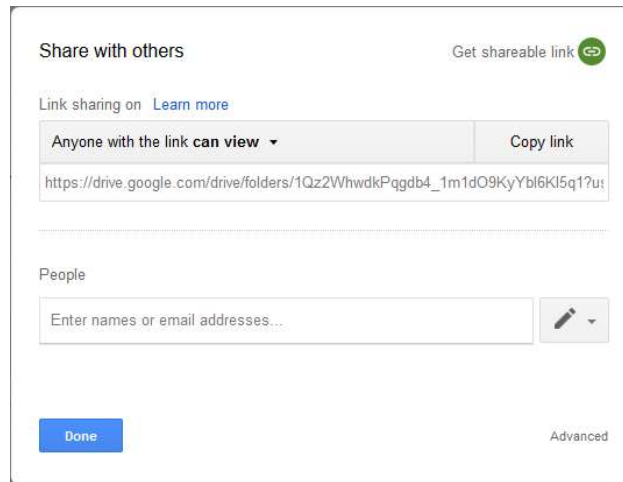 Share with others
Get shareable link
Link sharing on Learn more
Anyone with the link can view
Copy link
https://drive.google.com/drive/folders/1Qz2WhwdkPqgdb4_1m1dO9KyYbl6Kl5q1?us
People
Enter names or email addresses...
Done
Advanced